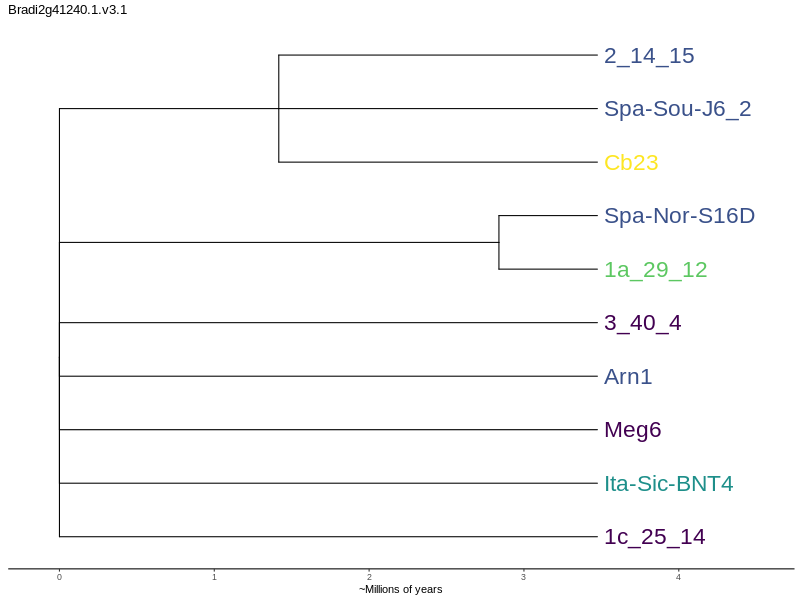 Bradi2g41240.1.v3.1
2_14_15
Spa-Sou-J6_2
Cb23
Spa-Nor-S16D
1a_29_12
3_40_4
Arn1
Meg6
Ita-Sic-BNT4
1c_25_14
0 1 2 3 4
~Millions of years